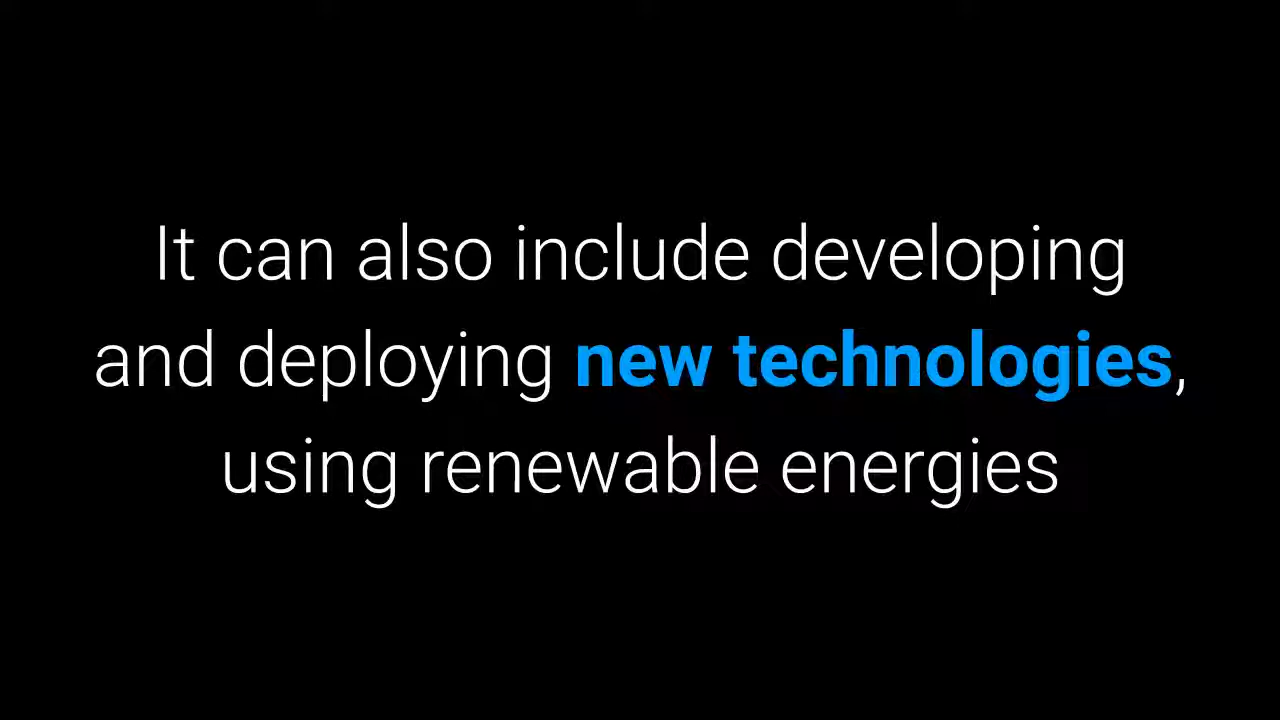 It can also include developing
and deploying new technologies,
using renewable energies